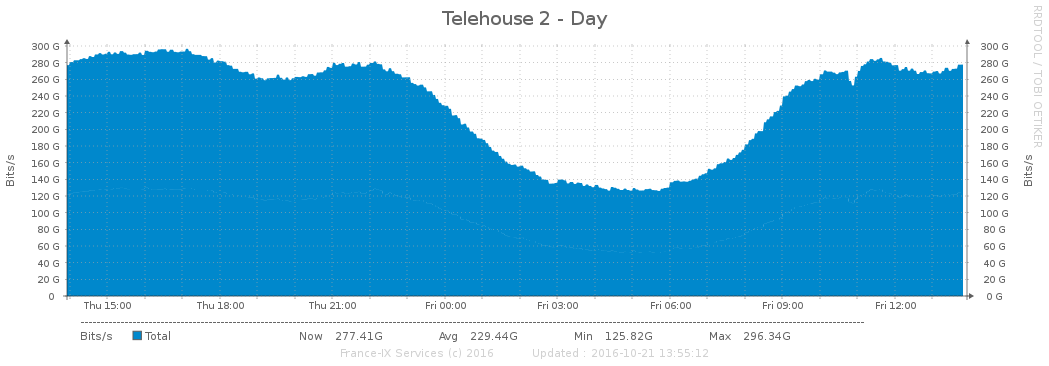 Telehouse 2 - Day
RRDTOOL / TOBI OETIKER
Bits/s
300 G
280 G
260 G
240 G
220 G
200 G
180 G
160 G
140 G
120 G
100 G
80 G
60 G
40 G
20 G
0
300 G
280 G
260 G
240 G
220 G
200 G
180 G
160 G
140 G
120 G
100 G
80 G
60 G
40 G
20 G
0 G
Bits/s
Thu 15:00 Thu 18:00 Thu 21:00 Fri 00:00 Fri 03:00 Fri 06:00 Fri 09:00 Fri 12:00
Bits/s Total Now 277.41G Avg 229.44G Min 125.82G Max 296.34G
France-IX Services (c) 2016 Updated : 2016-10-21 13:55:12